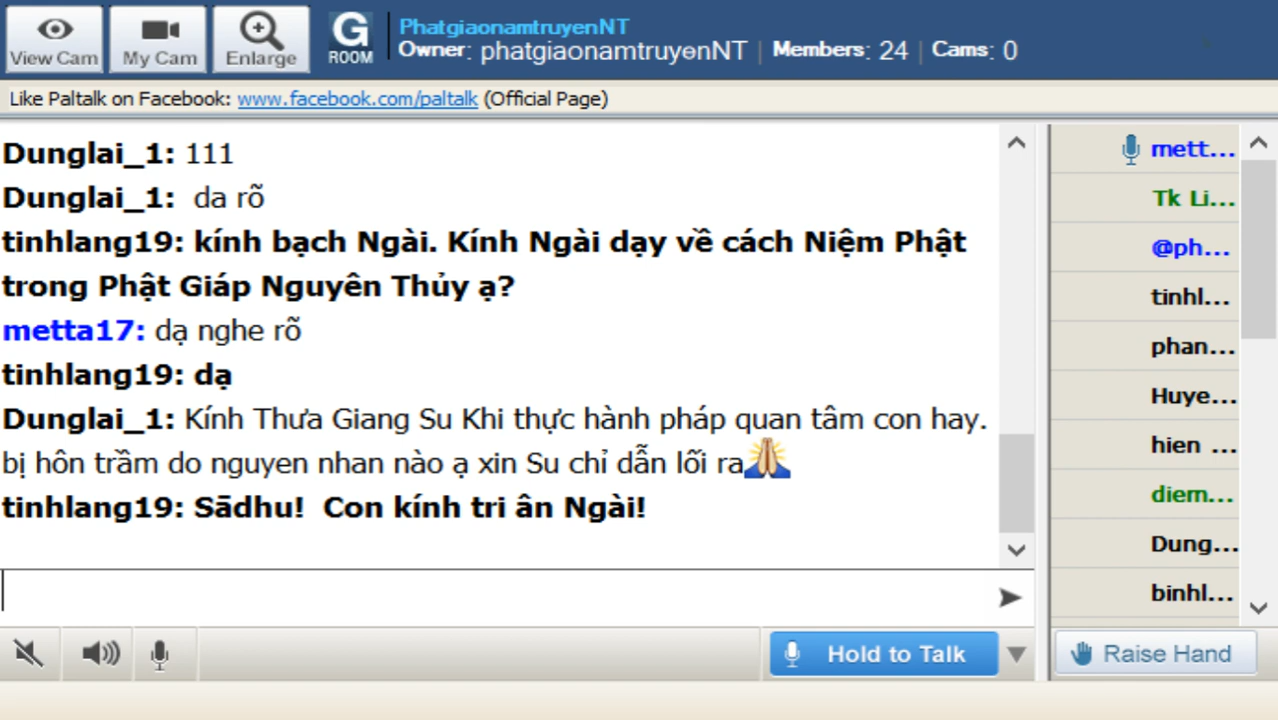 View Cam
My Cam
Enlarge
G
ROOM
PhatgiaonamtruyenNT
Owner: phatgiaonamtruyenNT | Members: 24 | Cams: 0
Like Paltalk on Facebook: www.facebook.com/paltalk (Official Page)
Dunglai_1: 111
Dunglai_1: da rõ
tinhlang19: kính bạch Ngài. Kính Ngài dạy về cách Niệm Phật
trong Phật Giáp Nguyên Thủy ạ?
metta17: dạ nghe rõ
tinhlang19: dạ
Dunglai_1: Kính Thưa Giang Su Khi thực hành pháp quan tâm con hay.
bị hôn trầm do nguyen nhan nào ạ xin Su chỉ dẫn lối ra
tinhlang19: Sādhu! Con kính tri ân Ngài!
mett...
Tk Li...
@ph...
tinhl...
phan...
Huye...
hien ...
diem...
Dung...
binhl...
Hold to Talk
Raise Hand